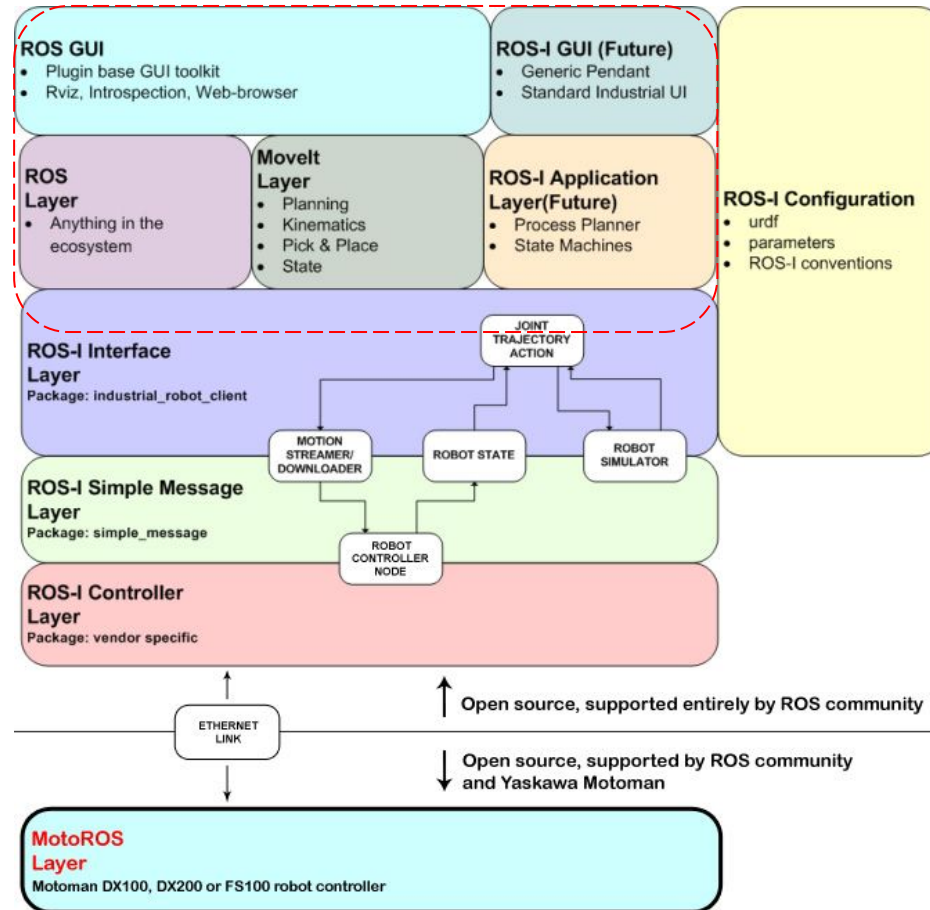 ROS GUI
• Plugin base GUI toolkit
• Rviz, Introspection, Web-browser
ROS-I GUI (Future)
• Generic Pendant
• Standard Industrial UI
ROS
Layer
• Anything in the
ecosystem
MoveIt
Layer
• Planning
• Kinematics
• Pick & Place
• State
ROS-I Application
Layer(Future)
• Process Planner
• State Machines
ROS-I Configuration
• urdf
• parameters
• ROS-I conventions
ROS-I Interface
Layer
Package: industrial_robot_client
JOINT
TRAJECTORY
ACTION
MOTION
STREAMER/
DOWNLOADER
ROBOT STATE
ROBOT
SIMULATOR
ROS-I Simple Message
Layer
Package: simple_message
ROBOT
CONTROLLER
NODE
ROS-I Controller
Layer
Package: vendor specific
Open source, supported entirely by ROS community
ETHERNET
LINK
Open source, supported by ROS community
and Yaskawa Motoman
MotoROS
Layer
Motoman DX100, DX200 or FS100 robot controller